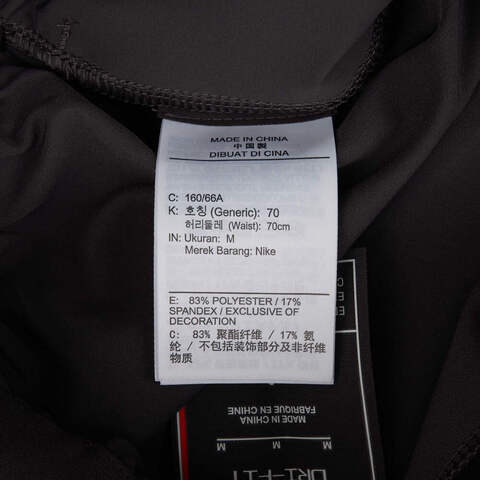 MADE IN CHINA
中国製
DIBUAT DI CINA
C: 160/66A
K: 호칭 (Generic): 70
허리둘레 (Waist): 70cm
IN: Ukuran: M
Merek Barang: Nike
E: 83% POLYESTER / 17%
SPANDEX / EXCLUSIVE OF
DECORATION
C: 83% 聚酯纤维 / 17% 氨
纶 / 不包括装饰部分及非纤维
物质
MADE IN CHINA
FABRIQUÉ EN CHINE
M M M
DRI-FIT